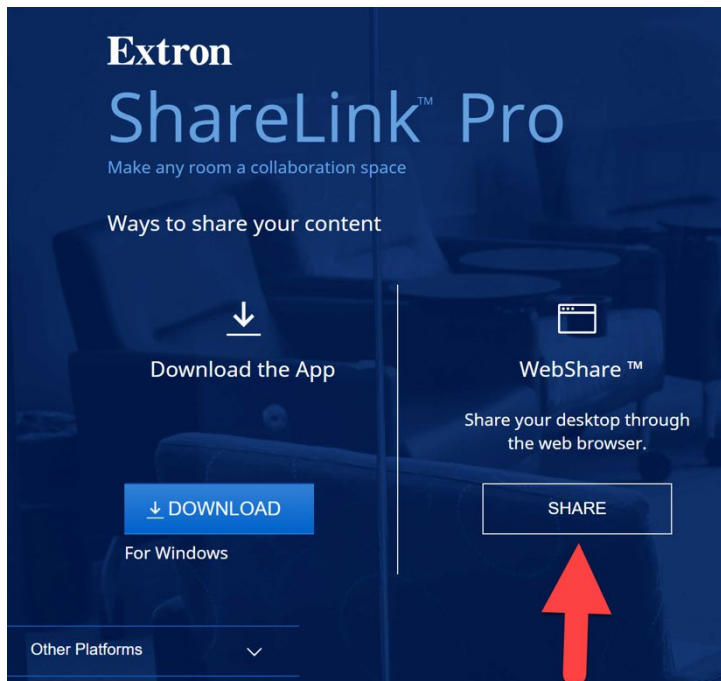 Extron
ShareLink™ Pro
Make any room a collaboration space
Ways to share your content
Download the App
DOWNLOAD
For Windows
WebShare ™
Share your desktop through
the web browser.
SHARE
Other Platforms